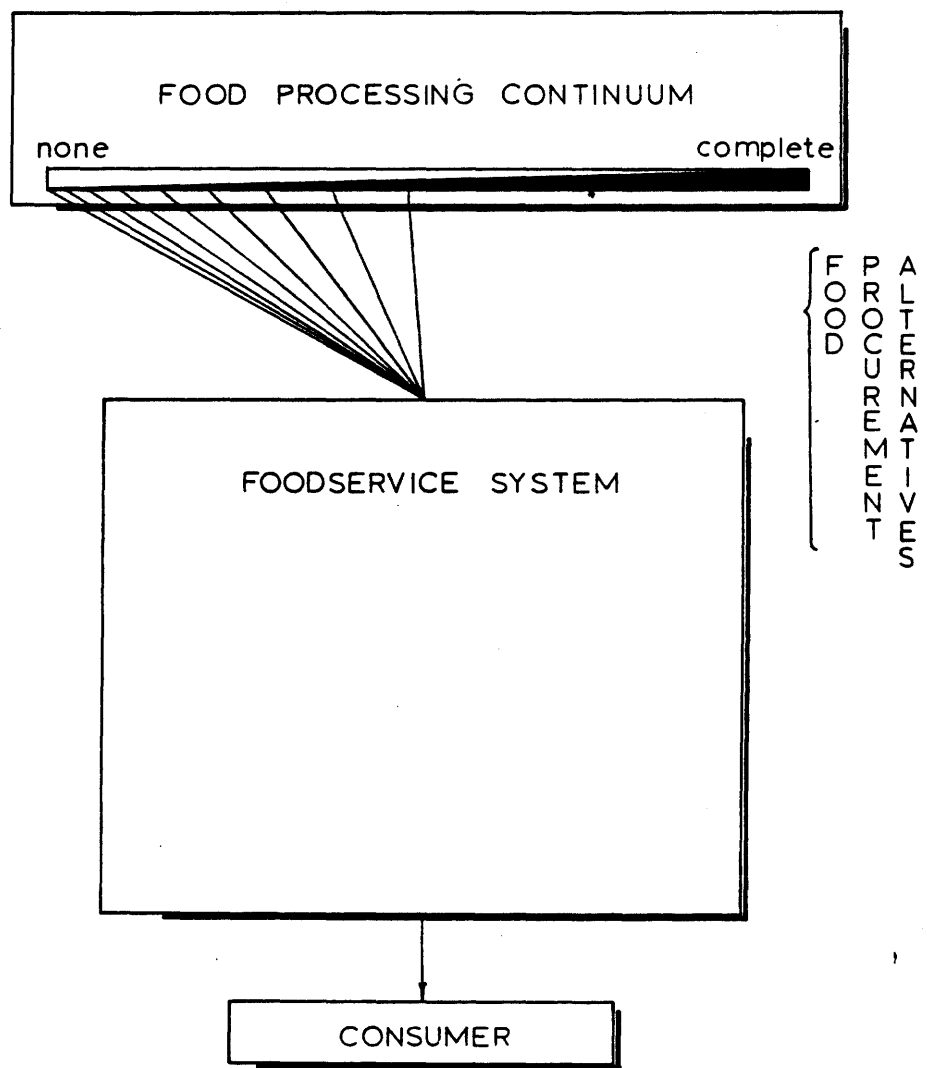 FOOD PROCESSING CONTINUUM
none
complete
FOOD
PROCUREMENT
ALTERNATIVES
FOODSERVICE SYSTEM
CONSUMER